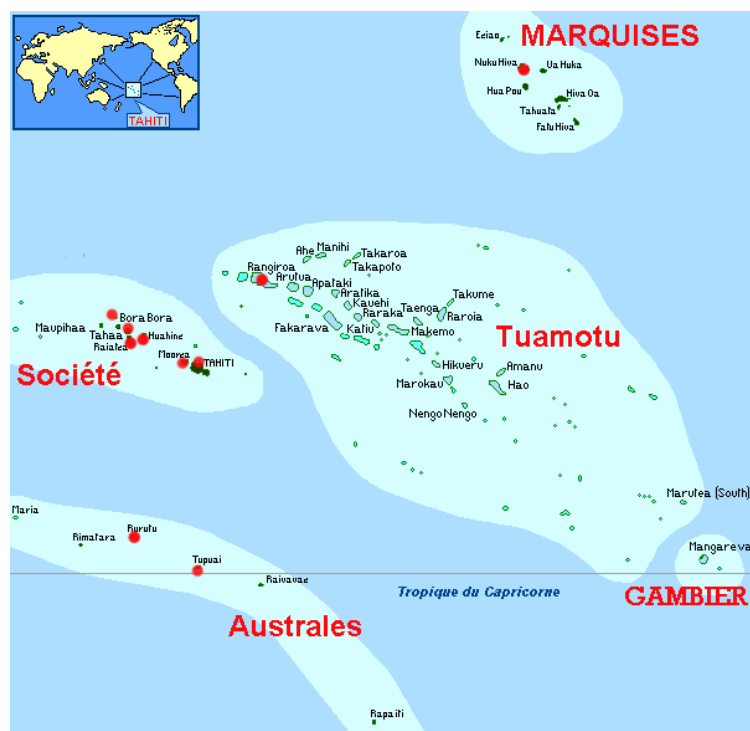 TAHITI
MARQUISES
Eeiao
Nuku Hiva
Ua Huka
Hua Pou
Hiva Oa
Tahuata
Fatu Hiva
Ahe
Manihi
Takaroa
Takapoto
Rangiroa
Arutua
Apataki
Aratika
Kauehi
Raraka
Taenga
Takume
Raroia
Fakarava
Katiu
Makemo
Tuamotu
Hikueru
Amanu
Marokau
Hao
Nengo Nengo
Bora Bora
Maupihaa
Tahaa
Huahine
Raiatea
Moorea
TAHITI
Société
Marutea (South)
Maria
Rimatara
Rurutu
Mangareva
Tupuai
Raivavae
Tropique du Capricorne
GAMBIER
Australes
Rapaiti